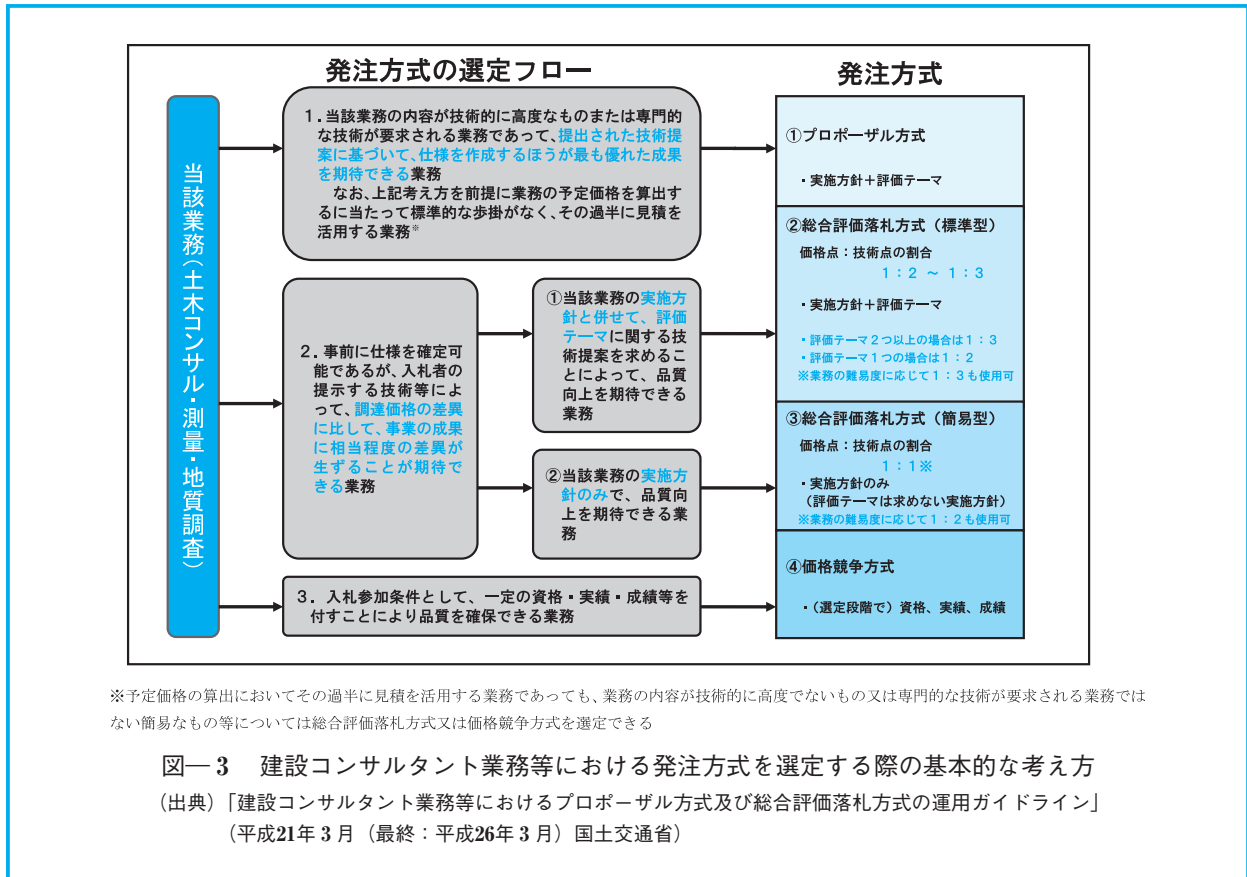 発注方式の選定フロー
発注方式
当該業務(土木コンサル・測量・地質調査)
1．当該業務の内容が技術的に高度なものまたは専門的
な技術が要求される業務であって、提出された技術提
案に基づいて、仕様を作成するほうが最も優れた成果
を期待できる業務
なお、上記考え方を前提に業務の予定価格を算出す
るに当たって標準的な歩掛がなく、その過半に見積を
活用する業務※
2．事前に仕様を確定可
能であるが、入札者の
提示する技術等によ
って、調達価格の差異
に比して、事業の成果
に相当程度の差異が
生ずることが期待で
きる業務
①当該業務の実施方
針と併せて、評価
テーマに関する技
術提案を求めるこ
とによって、品質
向上を期待できる
業務
②当該業務の実施方
針のみで、品質向
上を期待できる業
務
3．入札参加条件として、一定の資格・実績・成績等を
付すことにより品質を確保できる業務
①プロポーザル方式
・実施方針＋評価テーマ
②総合評価落札方式（標準型）
価格点：技術点の割合
1：2 ～ 1：3
・実施方針＋評価テーマ
・評価テーマ2つ以上の場合は1：3
・評価テーマ1つの場合は1：2
※業務の難易度に応じて1：3も使用可
③総合評価落札方式（簡易型）
価格点：技術点の割合
1：1※
・実施方針のみ
（評価テーマは求めない実施方針）
※業務の難易度に応じて1：2も使用可
④価格競争方式
・（選定段階で）資格、実績、成績
※予定価格の算出においてその過半に見積を活用する業務であっても、業務の内容が技術的に高度でないもの又は専門的な技術が要求される業務では
ない簡易なもの等については総合評価落札方式又は価格競争方式を選定できる
図―3　建設コンサルタント業務等における発注方式を選定する際の基本的な考え方
（出典）「建設コンサルタント業務等におけるプロポーザル方式及び総合評価落札方式の運用ガイドライン」
（平成21年3月（最終：平成26年3月）国土交通省）